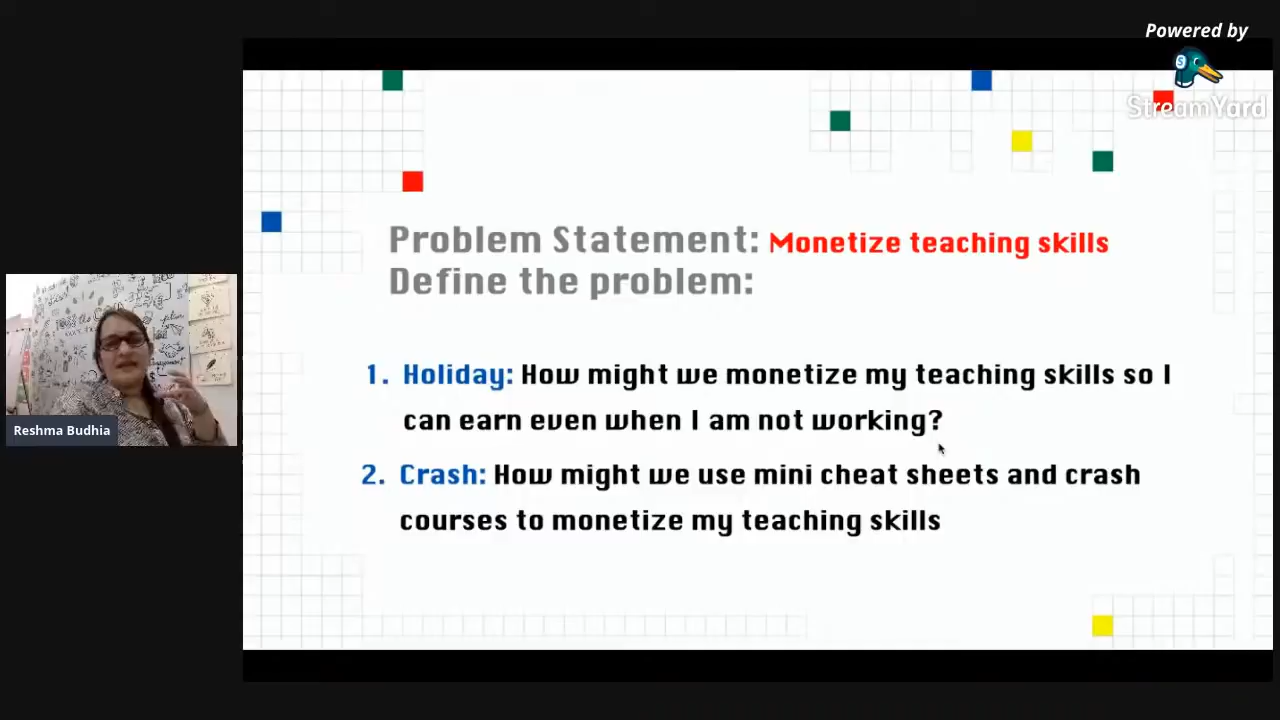 Powered by
StreamYard
Problem Statement: Monetize teaching skills
Define the problem:
1. Holiday: How might we monetize my teaching skills so I
can earn even when I am not working?
2. Crash: How might we use mini cheat sheets and crash
courses to monetize my teaching skills
Reshma Budhia